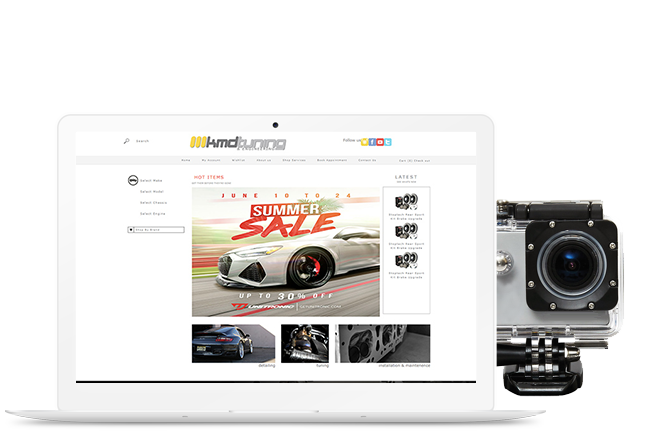 Search
kmdtuning
Follow us
Home My Account Wishlist About us Shop Services Book Appointment Contact Us Cart (0) Check out
Select Make
Select Model
Select Chassis
Select Engine
Shop By Brand
HOT ITEMS
JUNE 10 TO 24
SUMMER
SALE
UP TO 30% OFF
UNITRONIC
detailing
tuning
installation & maintenance
LATEST
Stoptech Rear Sport
Kit Brake Upgrade
Stoptech Rear Sport
Kit Brake Upgrade
Stoptech Rear Sport
Kit Brake Upgrade